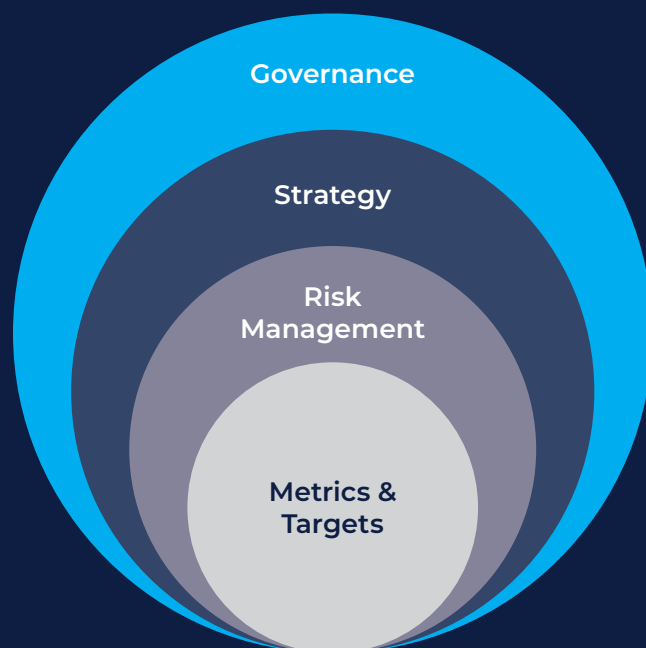 Governance
Strategy
Risk
Management
Metrics &
Targets